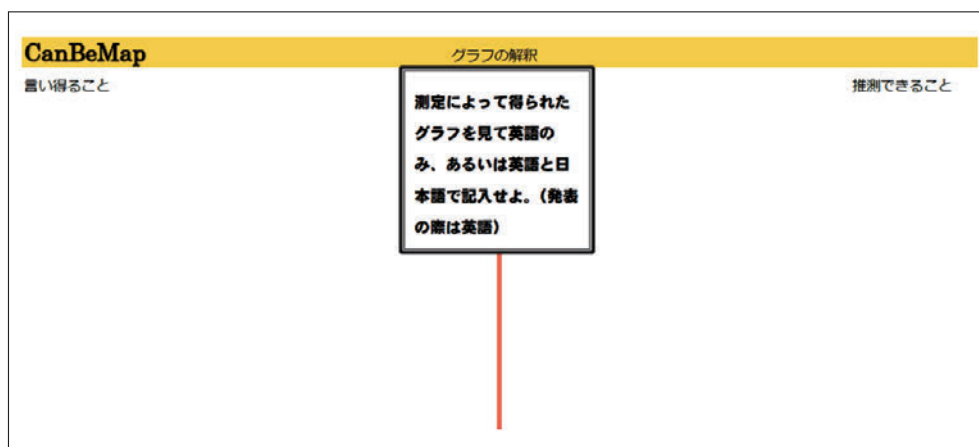 CanBeMap
グラフの解釈
言い得ること
推測できること
測定によって得られた
グラフを見て英語の
み、あるいは英語と日
本語で記入せよ。（発表
の際は英語）